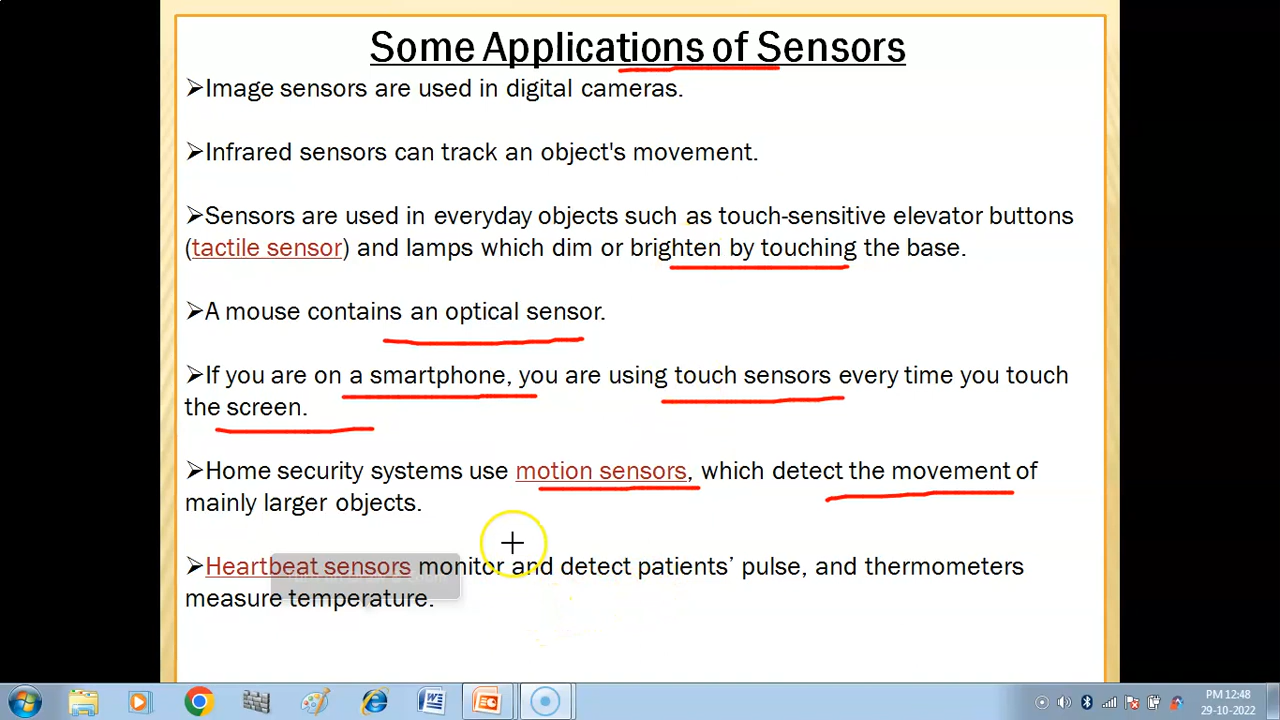 Some Applications of Sensors
➢Image sensors are used in digital cameras.
➢Infrared sensors can track an object's movement.
➢Sensors are used in everyday objects such as touch-sensitive elevator buttons
(tactile sensor) and lamps which dim or brighten by touching the base.
➢A mouse contains an optical sensor.
➢If you are on a smartphone, you are using touch sensors every time you touch
the screen.
➢Home security systems use motion sensors, which detect the movement of
mainly larger objects.
➢Heartbeat sensors monitor and detect patients’ pulse, and thermometers
measure temperature.
PM 12:48
29-10-2022